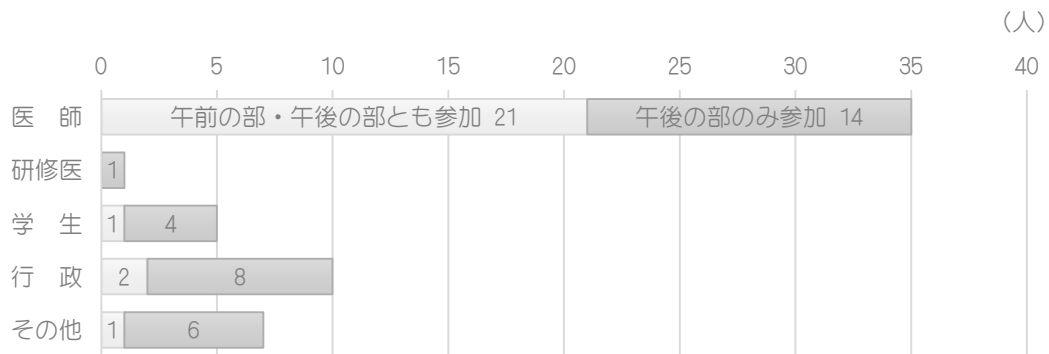 (人)
0 5 10 15 20 25 30 35 40
医 師 午前の部・午後の部とも参加 21 午後の部のみ参加 14
研修医 1
学 生 1 4
行 政 2 8
その他 1 6